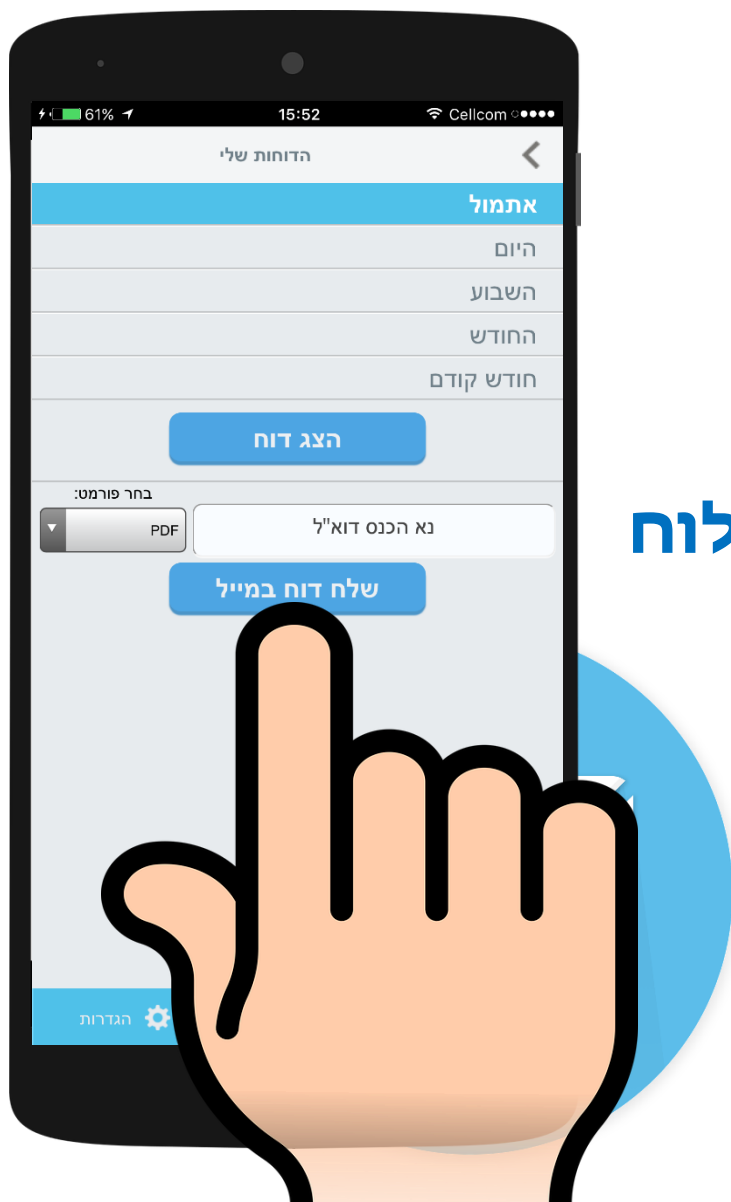 61% 15:52 Cellcom
הדוחות שלי
אתמול
היום
השבוע
החודש
חודש קודם
הצג דוח
בחר פורמט:
נא הכנס דוא"ל PDF
שלח דוח במייל
הגדרות